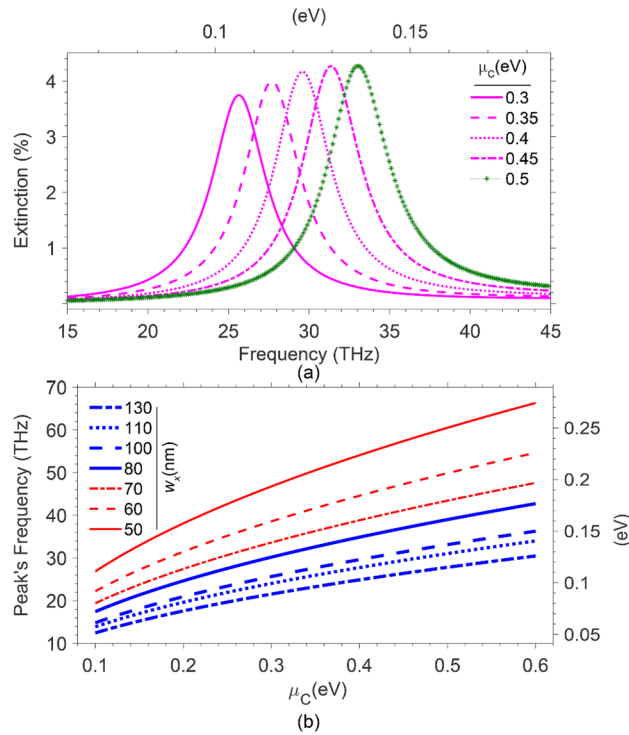 (eV)
0.1 0.15
μC(eV)
0.3
0.35
0.4
0.45
0.5
Extinction (%)
4
3
2
1
15 20 25 30 35 40 45
Frequency (THz)
(a)
Peak's Frequency (THz)
70
60
50
40
30
20
10
130
110
100
80
70
60
50
wx(nm)
0.25
0.2
0.15
0.1
0.05
(eV)
0.1 0.2 0.3 0.4 0.5 0.6
μC(eV)
(b)